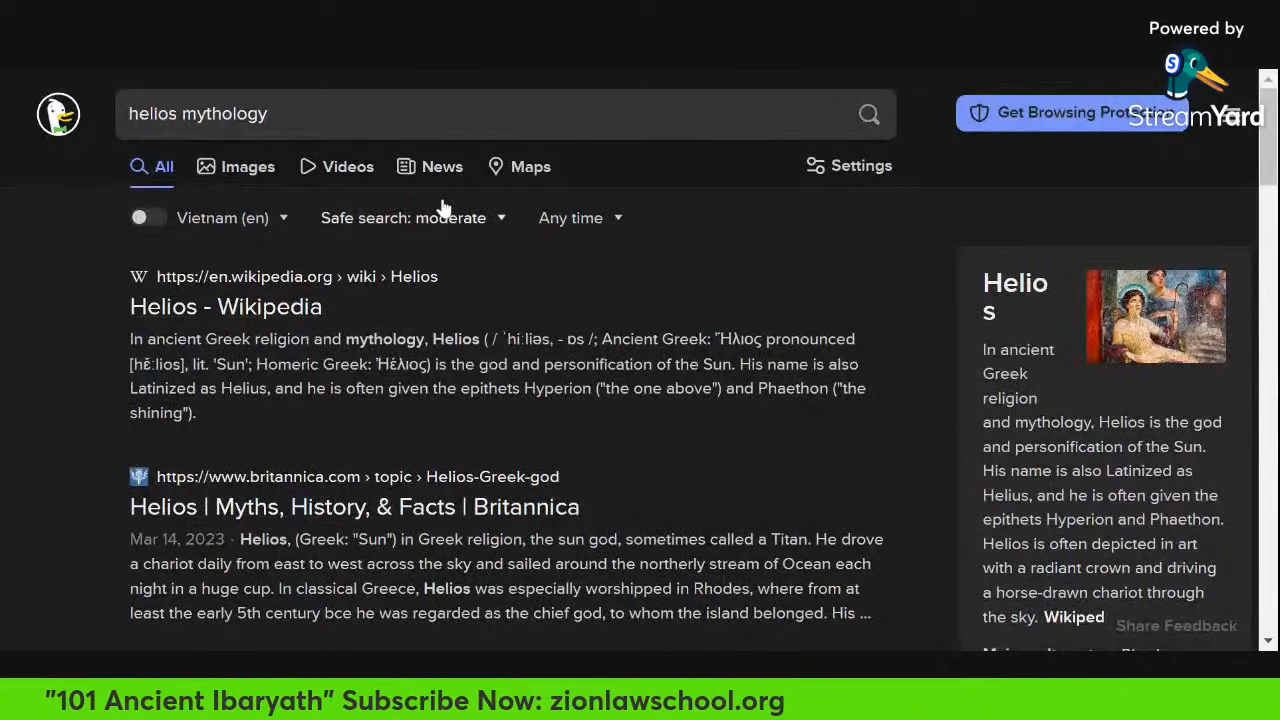 Powered by
StreamYard
helios mythology
Get Browsing Protection
All Images Videos News Maps Settings
Vietnam (en) Safe search: moderate Any time
W https://en.wikipedia.org › wiki › Helios
Helios - Wikipedia
In ancient Greek religion and mythology, Helios ( / ˈhiːliəs, -ɒs /; Ancient Greek: Ἥλιος pronounced
[hɛ̌ːlios], lit. 'Sun'; Homeric Greek: Ἠέλιος) is the god and personification of the Sun. His name is also
Latinized as Helius, and he is often given the epithets Hyperion ("the one above") and Phaethon ("the
shining").
https://www.britannica.com › topic › Helios-Greek-god
Helios | Myths, History, & Facts | Britannica
Mar 14, 2023 · Helios, (Greek: "Sun") in Greek religion, the sun god, sometimes called a Titan. He drove
a chariot daily from east to west across the sky and sailed around the northerly stream of Ocean each
night in a huge cup. In classical Greece, Helios was especially worshipped in Rhodes, where from at
least the early 5th century bce he was regarded as the chief god, to whom the island belonged. His ...
Helio
s
In ancient
Greek
religion
and mythology, Helios is the god
and personification of the Sun.
His name is also Latinized as
Helius, and he is often given the
epithets Hyperion and Phaethon.
Helios is often depicted in art
with a radiant crown and driving
a horse-drawn chariot through
the sky. Wikiped
Share Feedback
"101 Ancient Ibaryath" Subscribe Now: zionlawschool.org